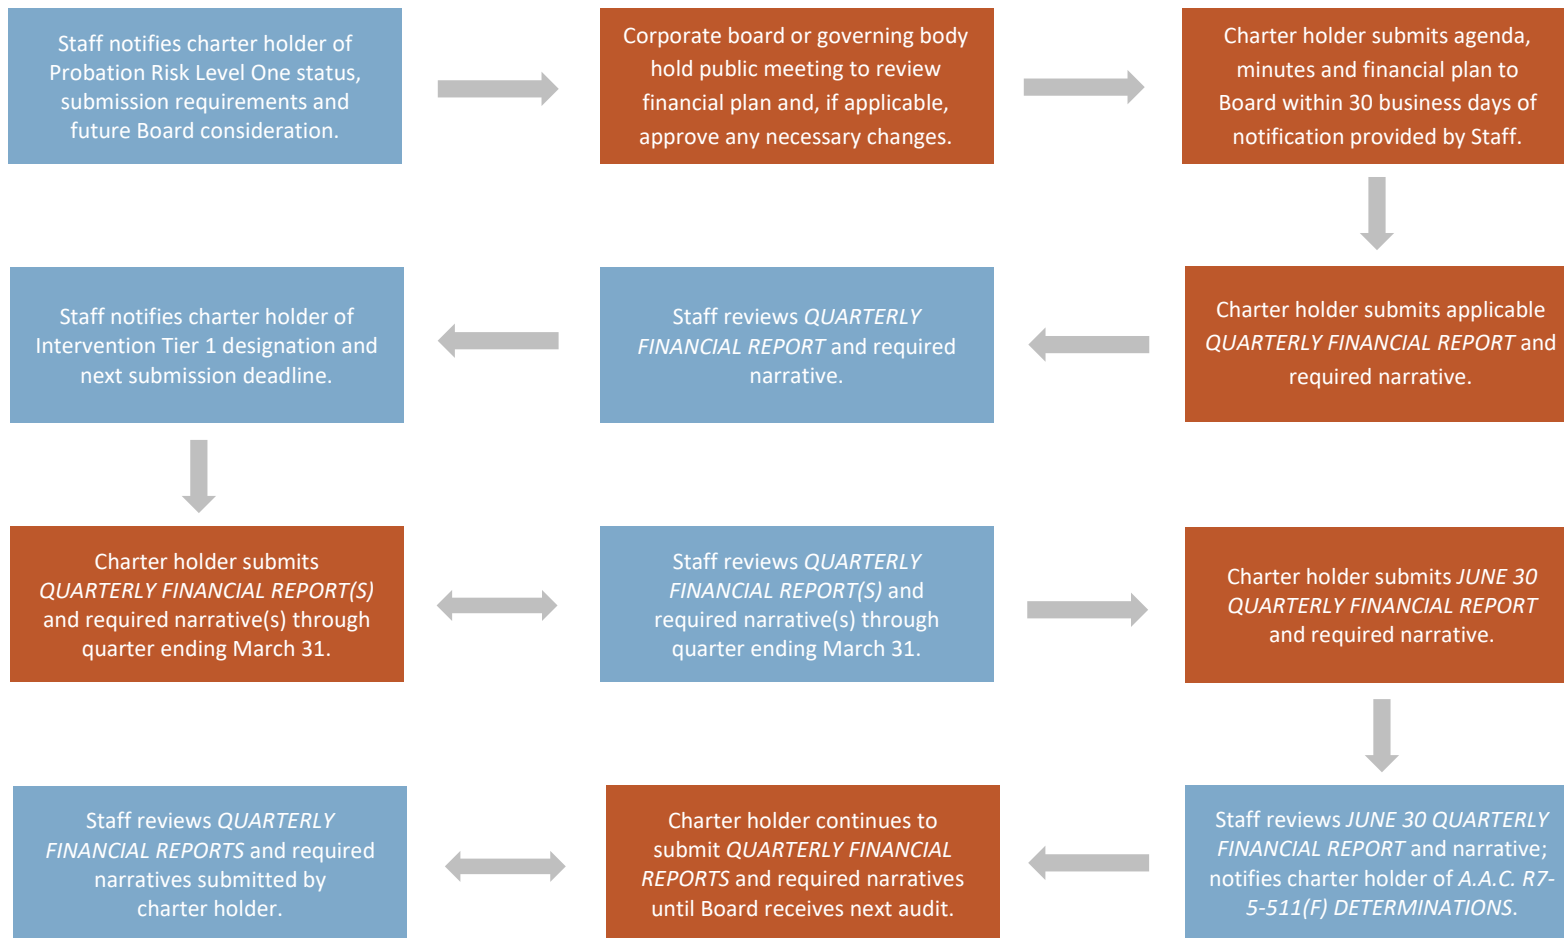 Staff notifies charter holder of
Probation Risk Level One status,
submission requirements and
future Board consideration.
Corporate board or governing body
hold public meeting to review
financial plan and, if applicable,
approve any necessary changes.
Charter holder submits agenda,
minutes and financial plan to
Board within 30 business days of
notification provided by Staff.
Charter holder submits applicable
QUARTERLY FINANCIAL REPORT and
required narrative.
Staff reviews QUARTERLY
FINANCIAL REPORT and required
narrative.
Staff notifies charter holder of
Intervention Tier 1 designation and
next submission deadline.
Charter holder submits
QUARTERLY FINANCIAL REPORT(S)
and required narrative(s) through
quarter ending March 31.
Staff reviews QUARTERLY
FINANCIAL REPORT(S) and
required narrative(s) through
quarter ending March 31.
Charter holder submits JUNE 30
QUARTERLY FINANCIAL REPORT
and required narrative.
Staff reviews JUNE 30 QUARTERLY
FINANCIAL REPORT and narrative;
notifies charter holder of A.A.C. R7-
5-511(F) DETERMINATIONS.
Charter holder continues to
submit QUARTERLY FINANCIAL
REPORTS and required narratives
until Board receives next audit.
Staff reviews QUARTERLY
FINANCIAL REPORTS and required
narratives submitted by
charter holder.